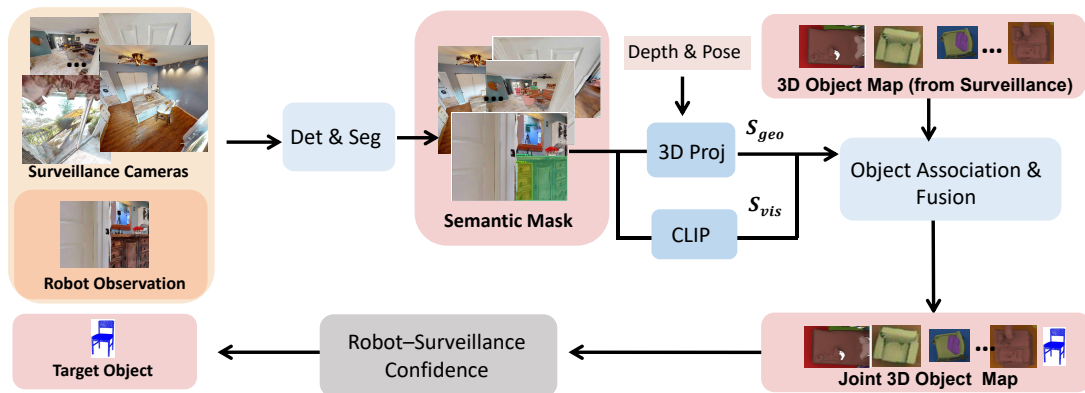 Surveillance Cameras
Robot Observation
Det & Seg
Semantic Mask
Depth & Pose
3D Proj
CLIP
S_geo
S_vis
3D Object Map (from Surveillance)
Object Association &
Fusion
Joint 3D Object Map
Robot–Surveillance
Confidence
Target Object